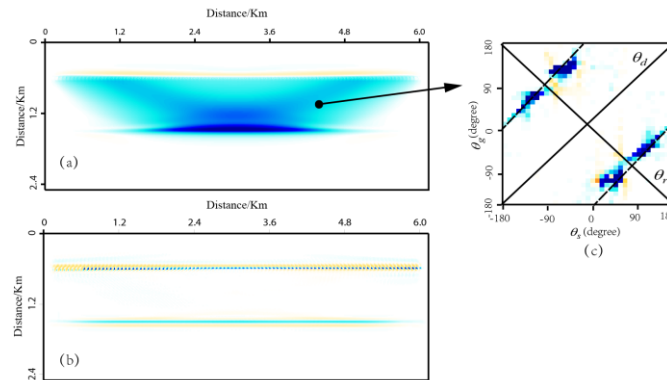 Distance/Km
0 1.2 2.4 3.6 4.8 6.0
Distance/Km
0
1.2
2.4
(a)
Distance/Km
0 1.2 2.4 3.6 4.8 6.0
Distance/Km
0
1.2
2.4
(b)
θg(degree)
180
90
0
-90
-180
θd
θr
-180 -90 0 90
θs(degree)
(c)